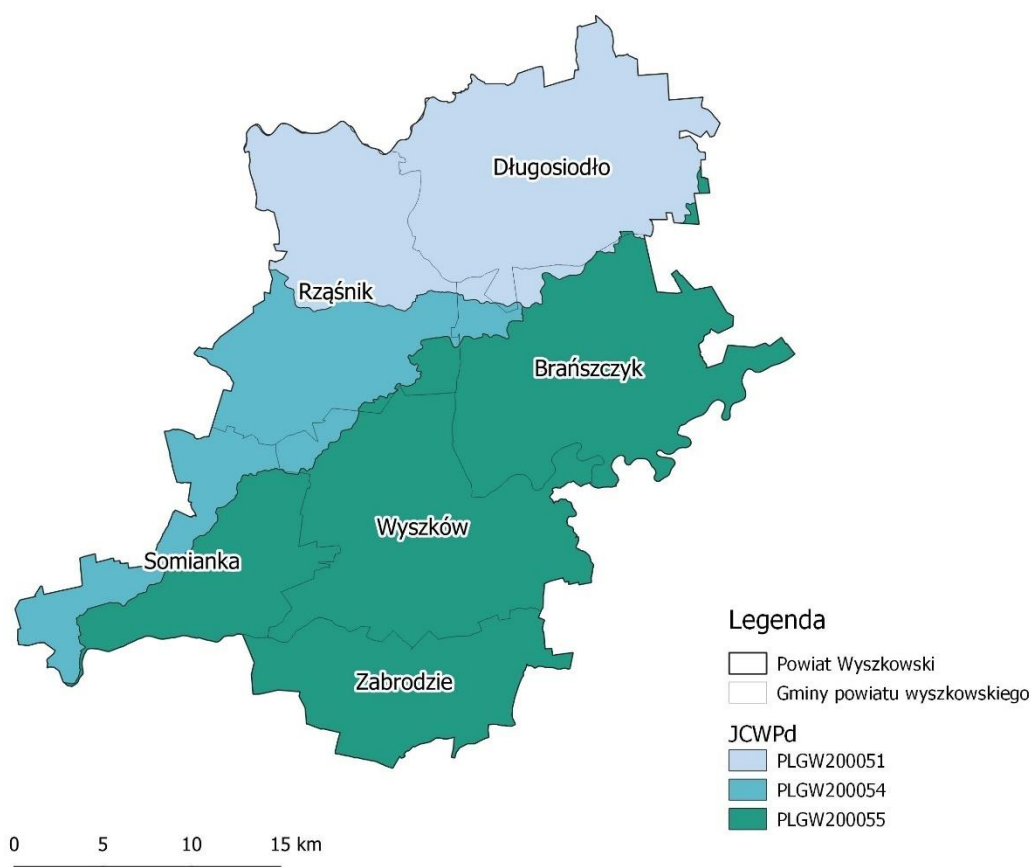 Długosiodło
Rząśnik
Brańszczyk
Wyszków
Somianka
Zabrodzie
Legenda
Powiat Wyszkowski
Gminy powiatu wyszkowskiego
JCWPd
PLGW200051
PLGW200054
PLGW200055
0 5 10 15 km